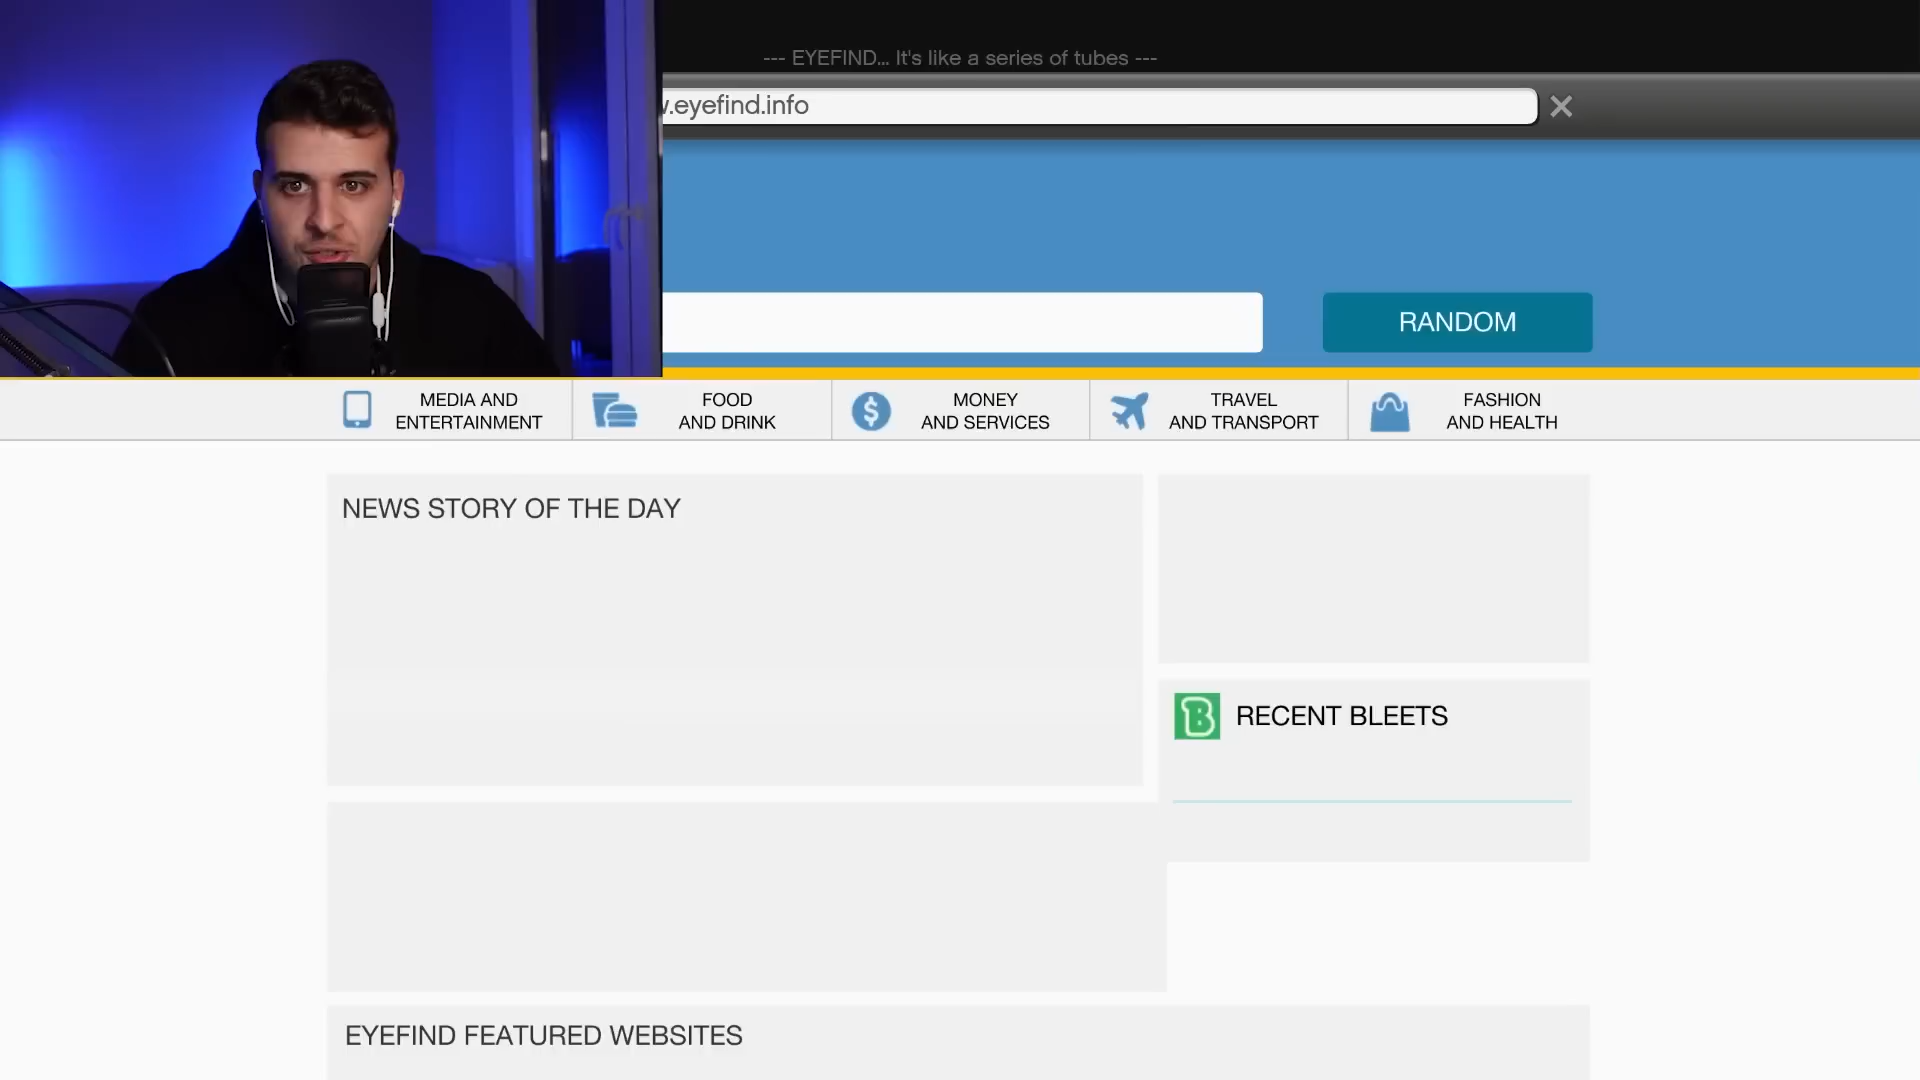 --- EYEFIND... It's like a series of tubes ---
.eyefind.info
RANDOM
MEDIA AND
ENTERTAINMENT
FOOD
AND DRINK
MONEY
AND SERVICES
TRAVEL
AND TRANSPORT
FASHION
AND HEALTH
NEWS STORY OF THE DAY
B RECENT BLEETS
EYEFIND FEATURED WEBSITES